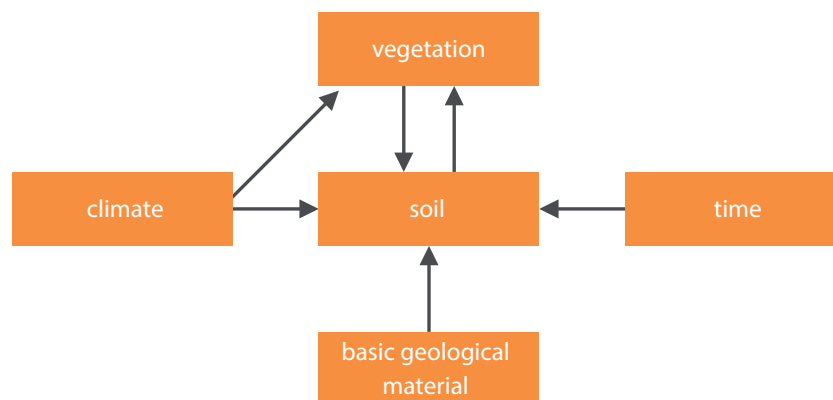 vegetation
climate
soil
time
basic geological
material